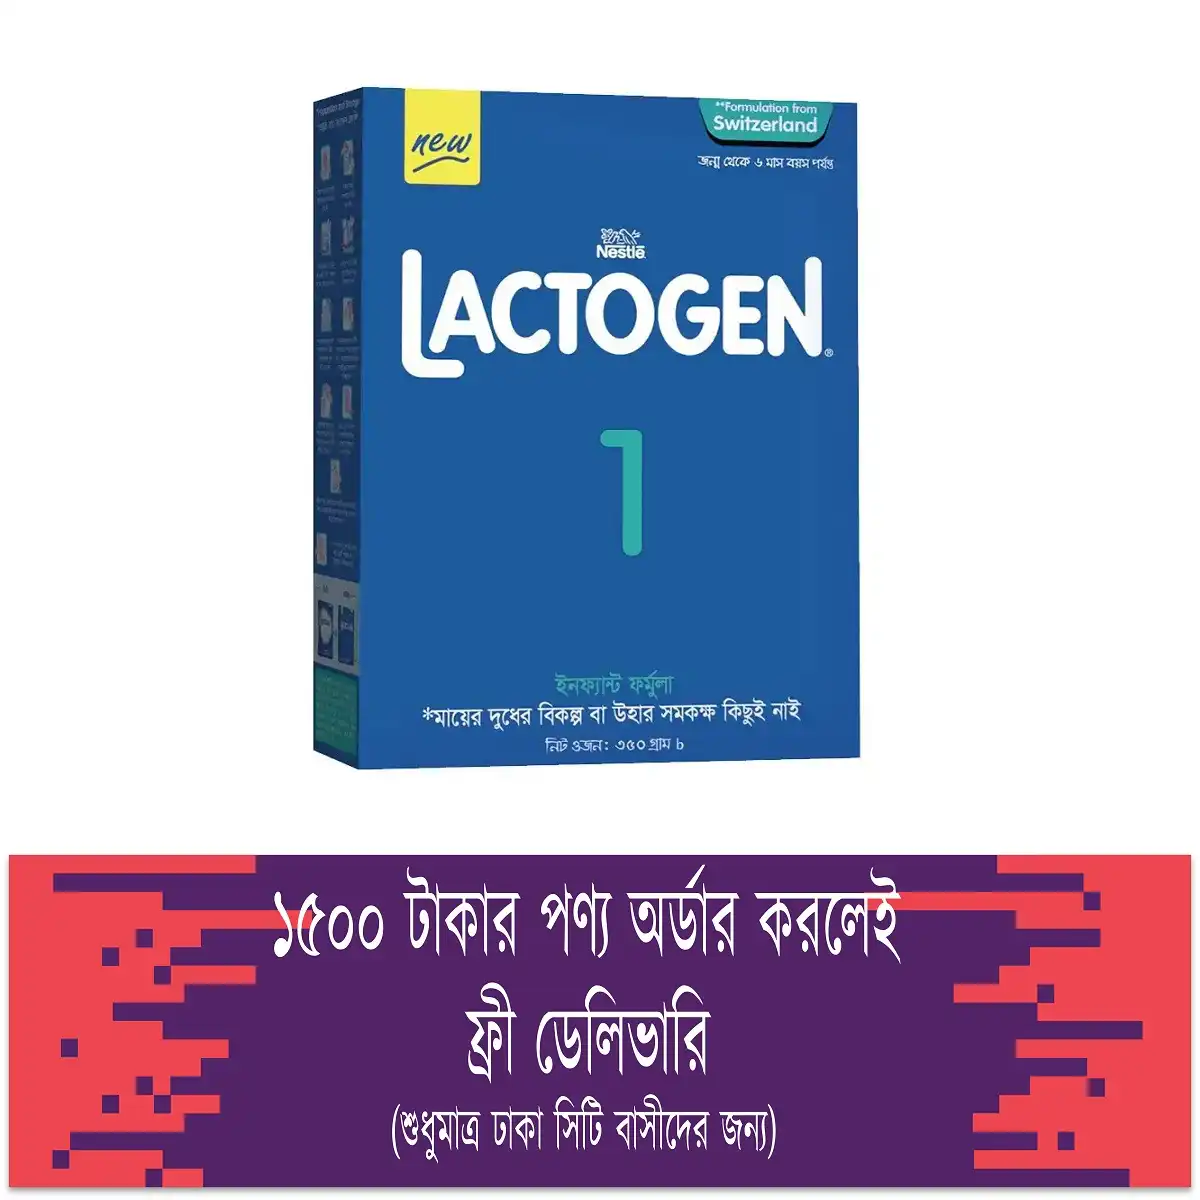 new
**Formulation from
Switzerland
জন্ম থেকে ৬ মাস বয়স পর্যন্ত
Nestlé
LACTOGEN®
1
ইনফ্যান্ট ফর্মুলা
*মায়ের দুধের বিকল্প বা উহার সমকক্ষ কিছুই নাই
নিট ওজন: ৩৫০ গ্রাম
১৫০০ টাকার পণ্য অর্ডার করলেই
ফ্রী ডেলিভারি
(শুধুমাত্র ঢাকা সিটি বাসীদের জন্য)